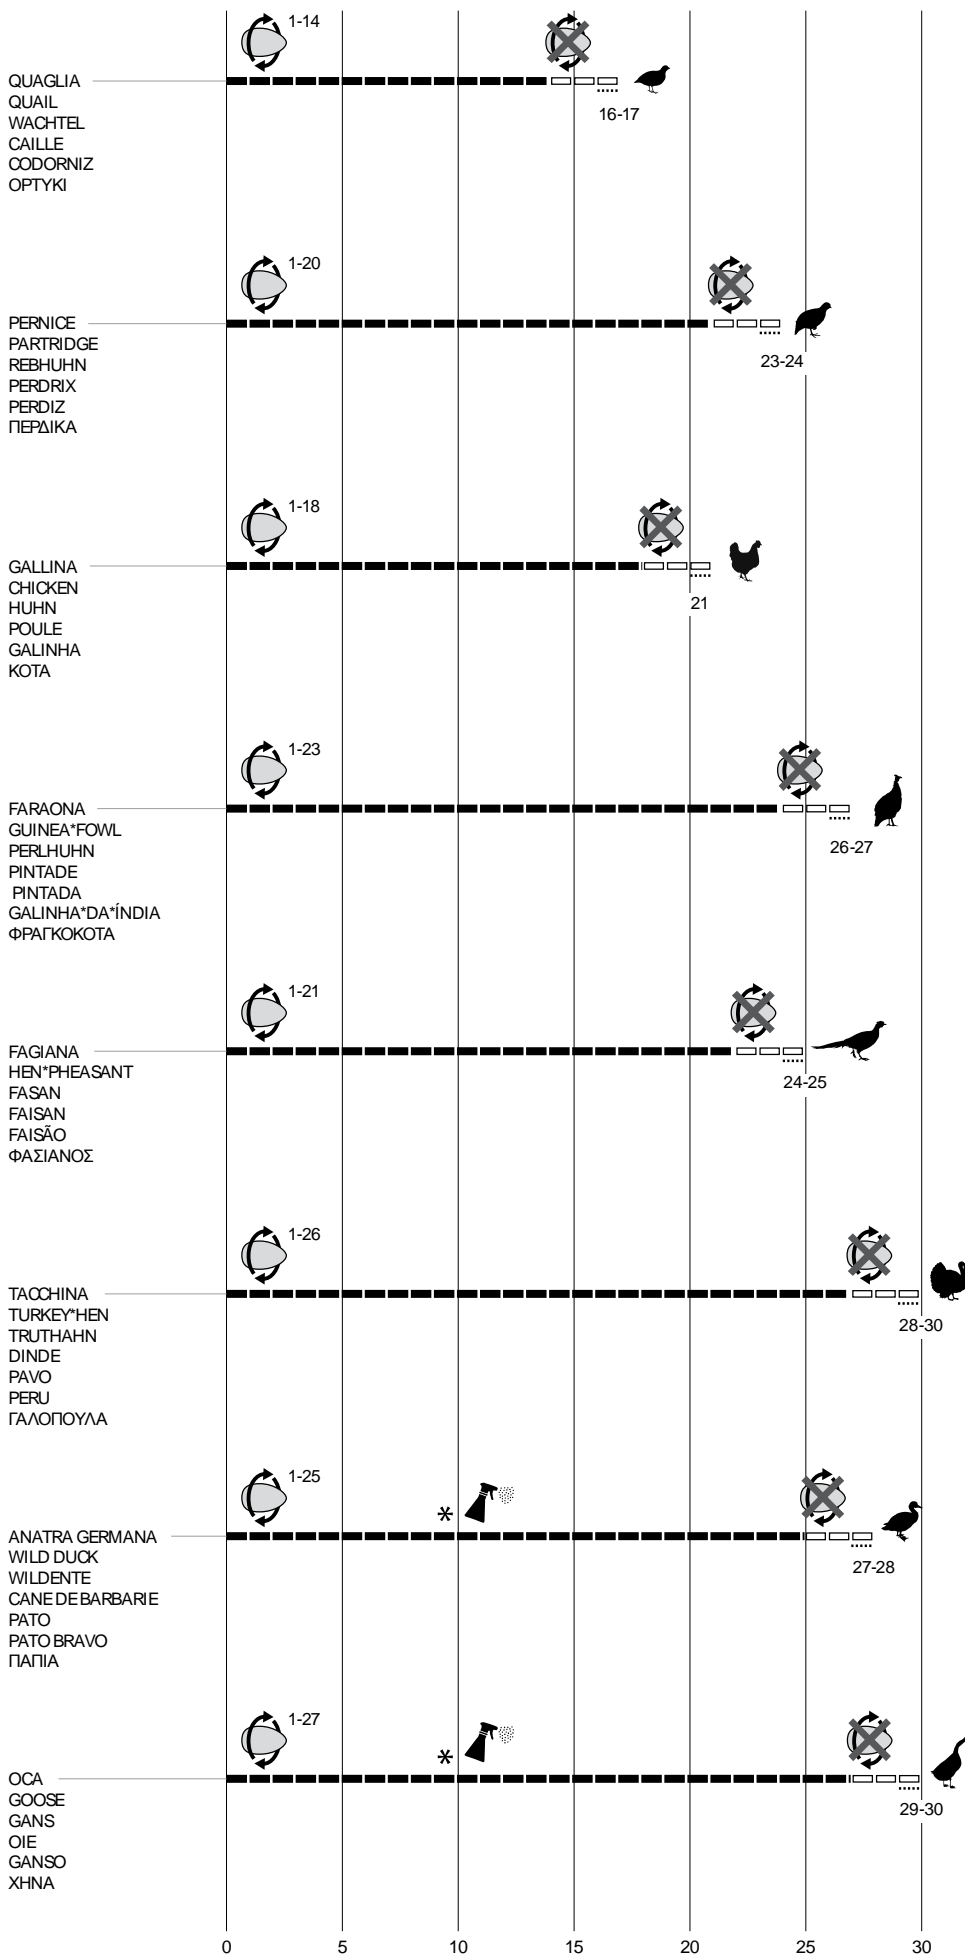 1-14
QUAGLIA
QUAIL
WACHTEL
CAILLE
CODORNIZ
ΟΡΤΥΚΙ
16-17
1-20
PERNICE
PARTRIDGE
REBHUHN
PERDRIX
PERDIZ
ΠΕΡΔΙΚΑ
23-24
1-18
GALLINA
CHICKEN
HUHN
POULE
GALINHA
ΚΟΤΑ
21
1-23
FARAONA
GUINEA*FOWL
PERLHUHN
PINTADE
PINTADA
GALINHA*DA*ÍNDIA
ΦΡΑΓΚΟΚΟΤΑ
26-27
1-21
FAGIANA
HEN*PHEASANT
FASAN
FAISAN
FAISÃO
ΦΑΣΙΑΝΟΣ
24-25
1-26
TACCHINA
TURKEY*HEN
TRUTHAHN
DINDE
PAVO
PERU
ΓΑΛΟΠΟΥΛΑ
28-30
1-25
*
ANATRA GERMANA
WILD DUCK
WILDENTE
CANE DE BARBARIE
PATO
PATO BRAVO
ΠΑΠΙΑ
27-28
1-27
*
OCA
GOOSE
GANS
OIE
GANSO
ΧΗΝΑ
29-30
0 5 10 15 20 25 30